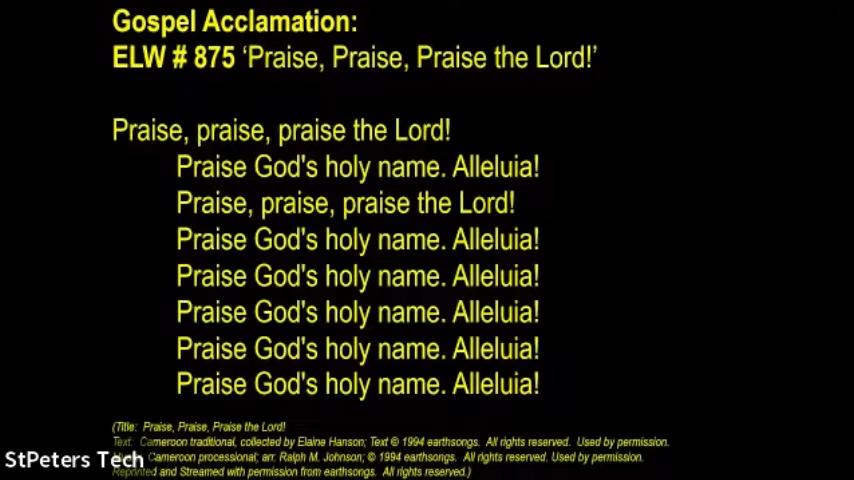 Gospel Acclamation:
ELW # 875 ‘Praise, Praise, Praise the Lord!’
Praise, praise, praise the Lord!
Praise God's holy name. Alleluia!
Praise, praise, praise the Lord!
Praise God's holy name. Alleluia!
Praise God's holy name. Alleluia!
Praise God's holy name. Alleluia!
Praise God's holy name. Alleluia!
Praise God's holy name. Alleluia!
(Title: Praise, Praise, Praise the Lord!
Text: Cameroon traditional, collected by Elaine Hanson; Text © 1994 earthsongs. All rights reserved. Used by permission.
Cameroon processional; arr. Ralph M. Johnson; © 1994 earthsongs. All rights reserved. Used by permission.
Reprinted and Streamed with permission from earthsongs. All rights reserved.)
StPeters Tech